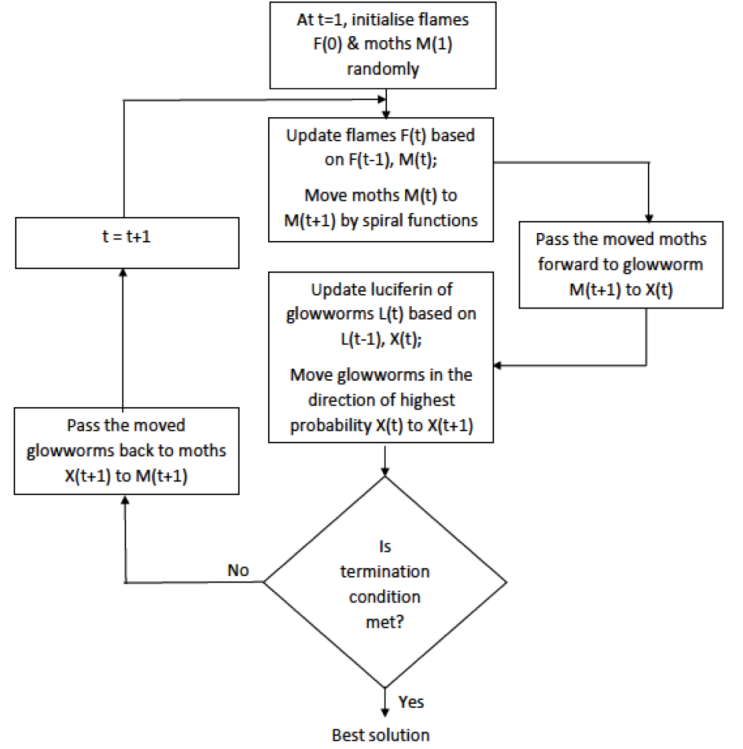 At t=1, initialise flames
F(0) & moths M(1)
randomly
Update flames F(t) based
on F(t-1), M(t);
Move moths M(t) to
M(t+1) by spiral functions
Pass the moved moths
forward to glowworm
M(t+1) to X(t)
Update luciferin of
glowworms L(t) based on
L(t-1), X(t);
Move glowworms in the
direction of highest
probability X(t) to X(t+1)
Is
termination
condition
met?
No
Pass the moved
glowworms back to moths
X(t+1) to M(t+1)
t = t+1
Yes
Best solution